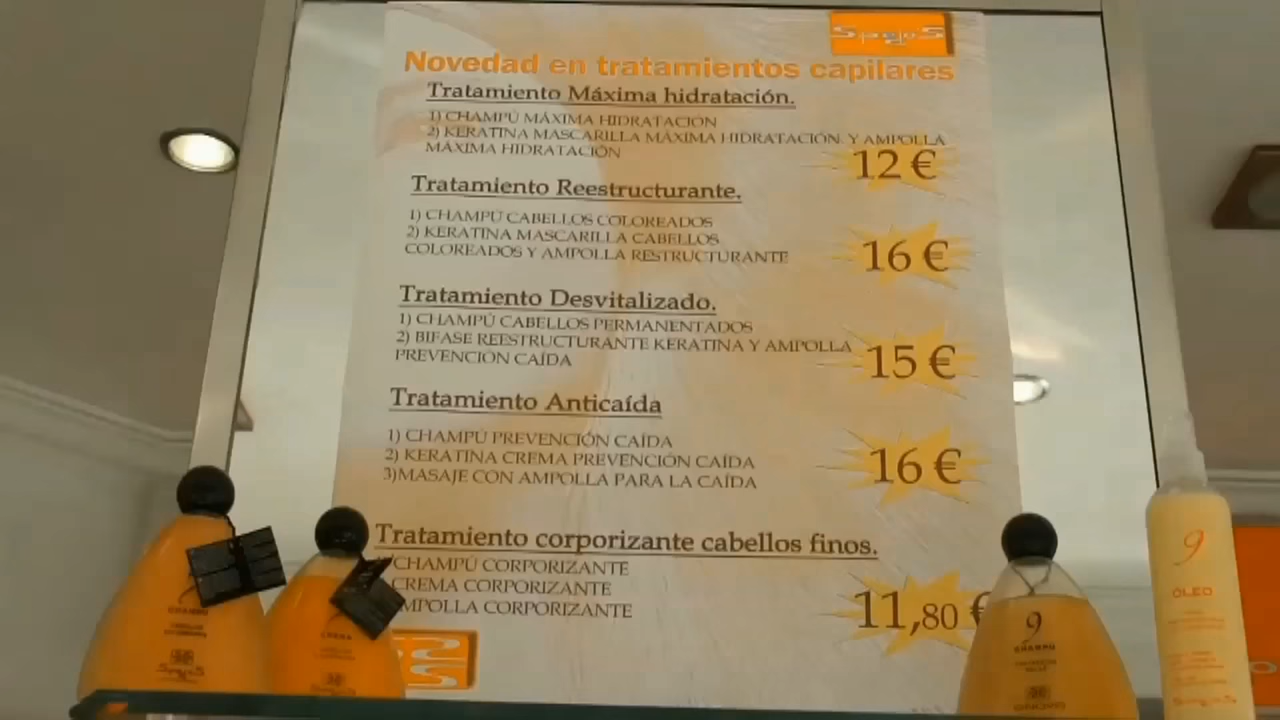 Novedad en tratamientos capilares
Tratamiento Máxima hidratación.
1) CHAMPÚ MÁXIMA HIDRATACIÓN
2) KERATINA MASCARILLA MÁXIMA HIDRATACIÓN Y AMPOLLA
MÁXIMA HIDRATACIÓN
12 €
Tratamiento Reestructurante.
1) CHAMPÚ CABELLOS COLOREADOS
2) KERATINA MASCARILLA CABELLOS
COLOREADOS Y AMPOLLA RESTRUCTURANTE
16 €
Tratamiento Desvitalizado.
1) CHAMPÚ CABELLOS PERMANENTADOS
2) BIFASE REESTRUCTURANTE KERATINA Y AMPOLLA
PREVENCIÓN CAÍDA
15 €
Tratamiento Anticaída
1) CHAMPÚ PREVENCIÓN CAÍDA
2) KERATINA CREMA PREVENCIÓN CAÍDA
3)MASAJE CON AMPOLLA PARA LA CAÍDA
16 €
Tratamiento corporizante cabellos finos.
CHAMPÚ CORPORIZANTE
CREMA CORPORIZANTE
MPOLLA CORPORIZANTE
11,80 €
9
CHAMPU
9
CHAMPU
9
ÓLEO